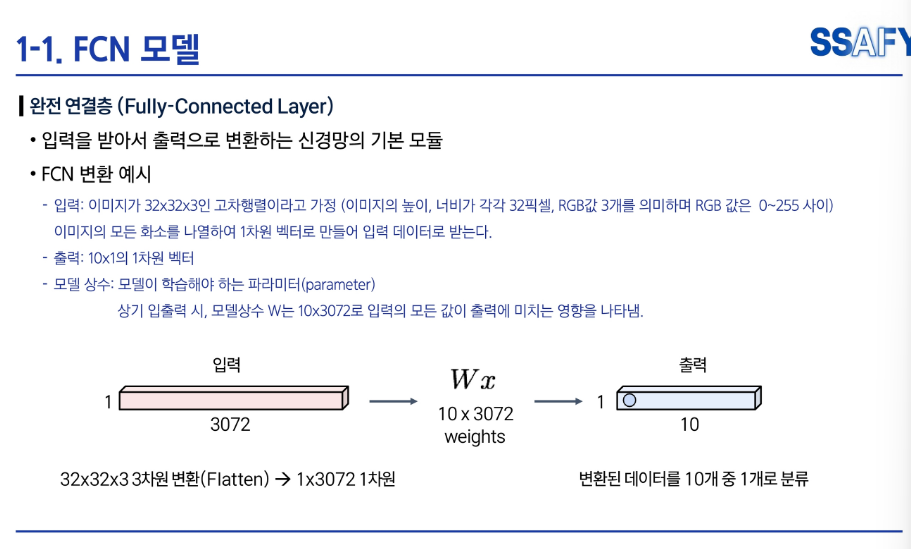 1-1. FCN 모델
SSAFY
완전 연결층 (Fully-Connected Layer)
• 입력을 받아서 출력으로 변환하는 신경망의 기본 모듈
• FCN 변환 예시
- 입력: 이미지가 32x32x3인 고차행렬이라고 가정 (이미지의 높이, 너비가 각각 32픽셀, RGB값 3개를 의미하며 RGB 값은 0~255 사이)
이미지의 모든 화소를 나열하여 1차원 벡터로 만들어 입력 데이터로 받는다.
- 출력: 10x1의 1차원 벡터
- 모델 상수: 모델이 학습해야 하는 파라미터(parameter)
상기 입출력 시, 모델상수 W는 10x3072로 입력의 모든 값이 출력에 미치는 영향을 나타냄.
입력
1
3072
Wx
10 x 3072
weights
출력
1
10
32x32x3 3차원 변환(Flatten) → 1x3072 1차원
변환된 데이터를 10개 중 1개로 분류